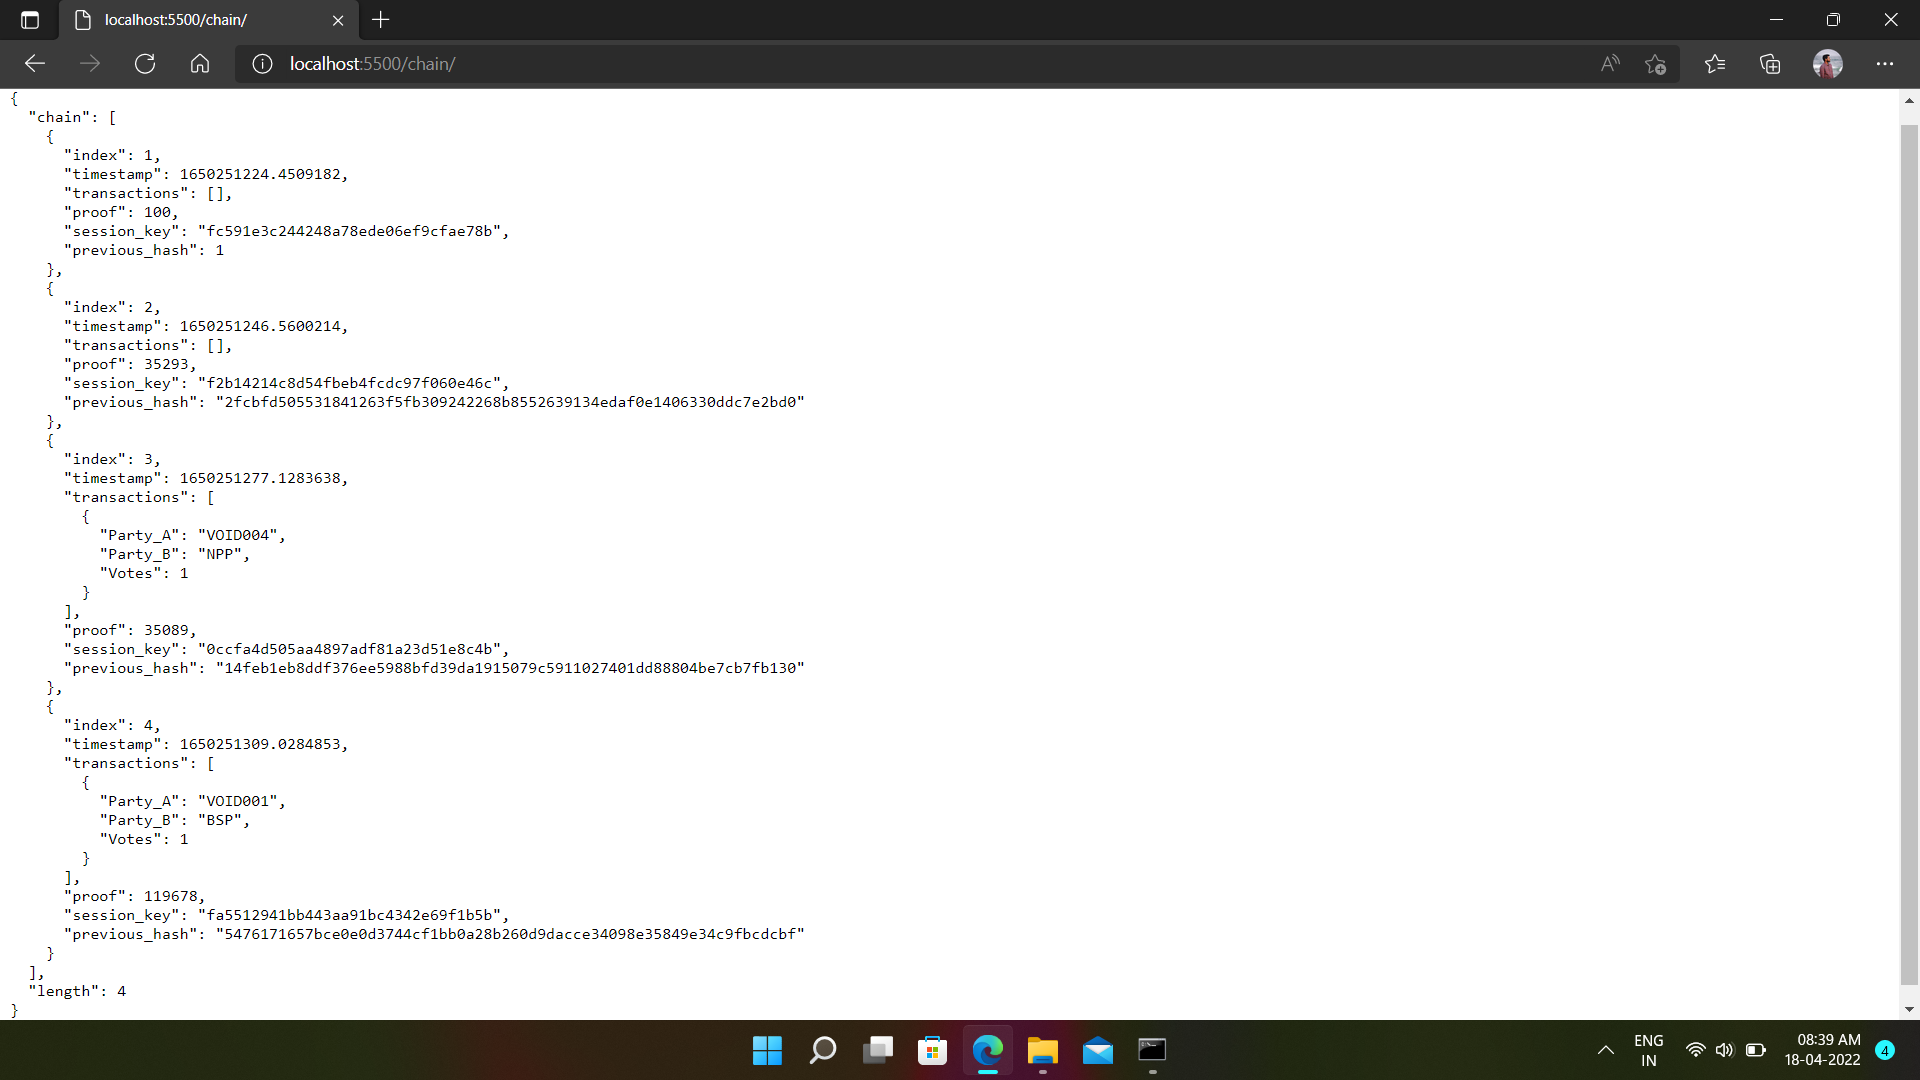 localhost:5500/chain/
localhost:5500/chain/
{
  "chain": [
    {
      "index": 1,
      "timestamp": 1650251224.4509182,
      "transactions": [],
      "proof": 100,
      "session_key": "fc591e3c244248a78ede06ef9cfae78b",
      "previous_hash": 1
    },
    {
      "index": 2,
      "timestamp": 1650251246.5600214,
      "transactions": [],
      "proof": 35293,
      "session_key": "f2b14214c8d54fbeb4fcdc97f060e46c",
      "previous_hash": "2fcbfd505531841263f5fb309242268b8552639134edaf0e1406330ddc7e2bd0"
    },
    {
      "index": 3,
      "timestamp": 1650251277.1283638,
      "transactions": [
        {
          "Party_A": "VOID004",
          "Party_B": "NPP",
          "Votes": 1
        }
      ],
      "proof": 35089,
      "session_key": "0ccfa4d505aa4897adf81a23d51e8c4b",
      "previous_hash": "14feb1eb8ddf376ee5988bfd39da1915079c5911027401dd88804be7cb7fb130"
    },
    {
      "index": 4,
      "timestamp": 1650251309.0284853,
      "transactions": [
        {
          "Party_A": "VOID001",
          "Party_B": "BSP",
          "Votes": 1
        }
      ],
      "proof": 119678,
      "session_key": "fa5512941bb443aa91bc4342e69f1b5b",
      "previous_hash": "5476171657bce0e0d3744cf1bb0a28b260d9dacce34098e35849e34c9fbcdcbf"
    }
  ],
  "length": 4
}
ENG
IN
08:39 AM
18-04-2022
4